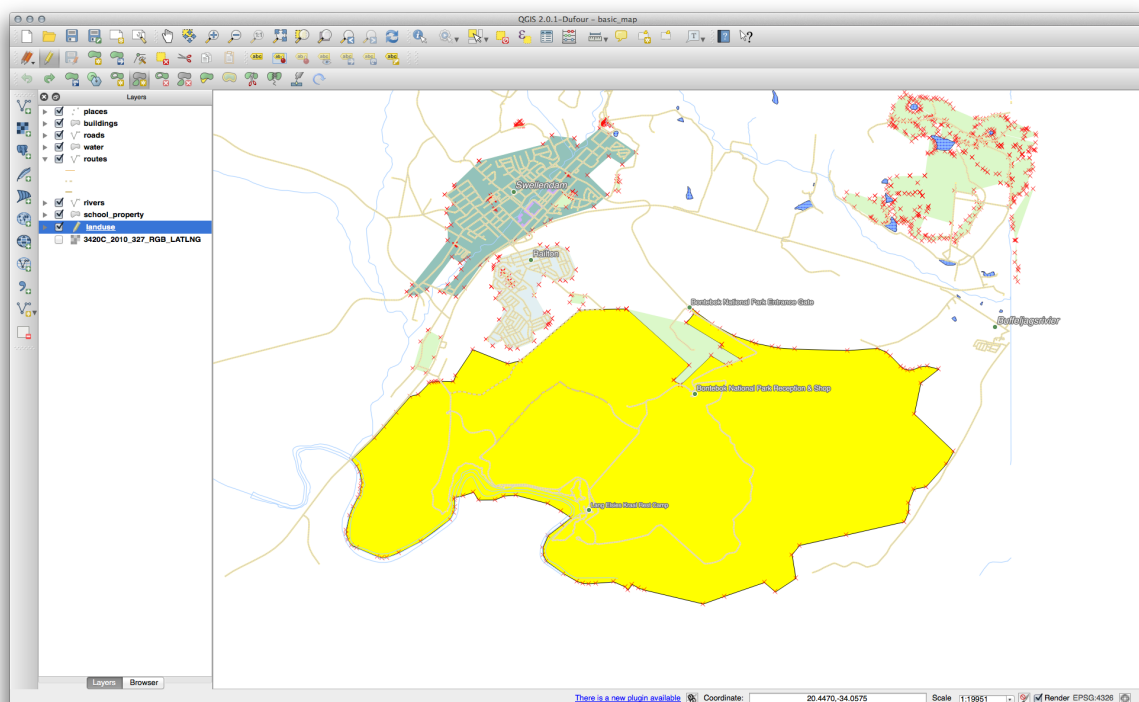 QGIS 2.0.1-Dufour - basic_map
Layers
places
buildings
roads
water
routes
rivers
school_property
landuse
3420C_2010_327_RGB_LATLNG
Swellendam
Railton
Bontebok National Park Entrance Gate
Buffeljagsrivier
Bontebok National Park Reception & Shop
Lang Elsies Kraal Rest Camp
Layers
Browser
There is a new plugin available
Coordinate:
20.4470,-34.0575
Scale
1:19951
Render
EPSG:4326